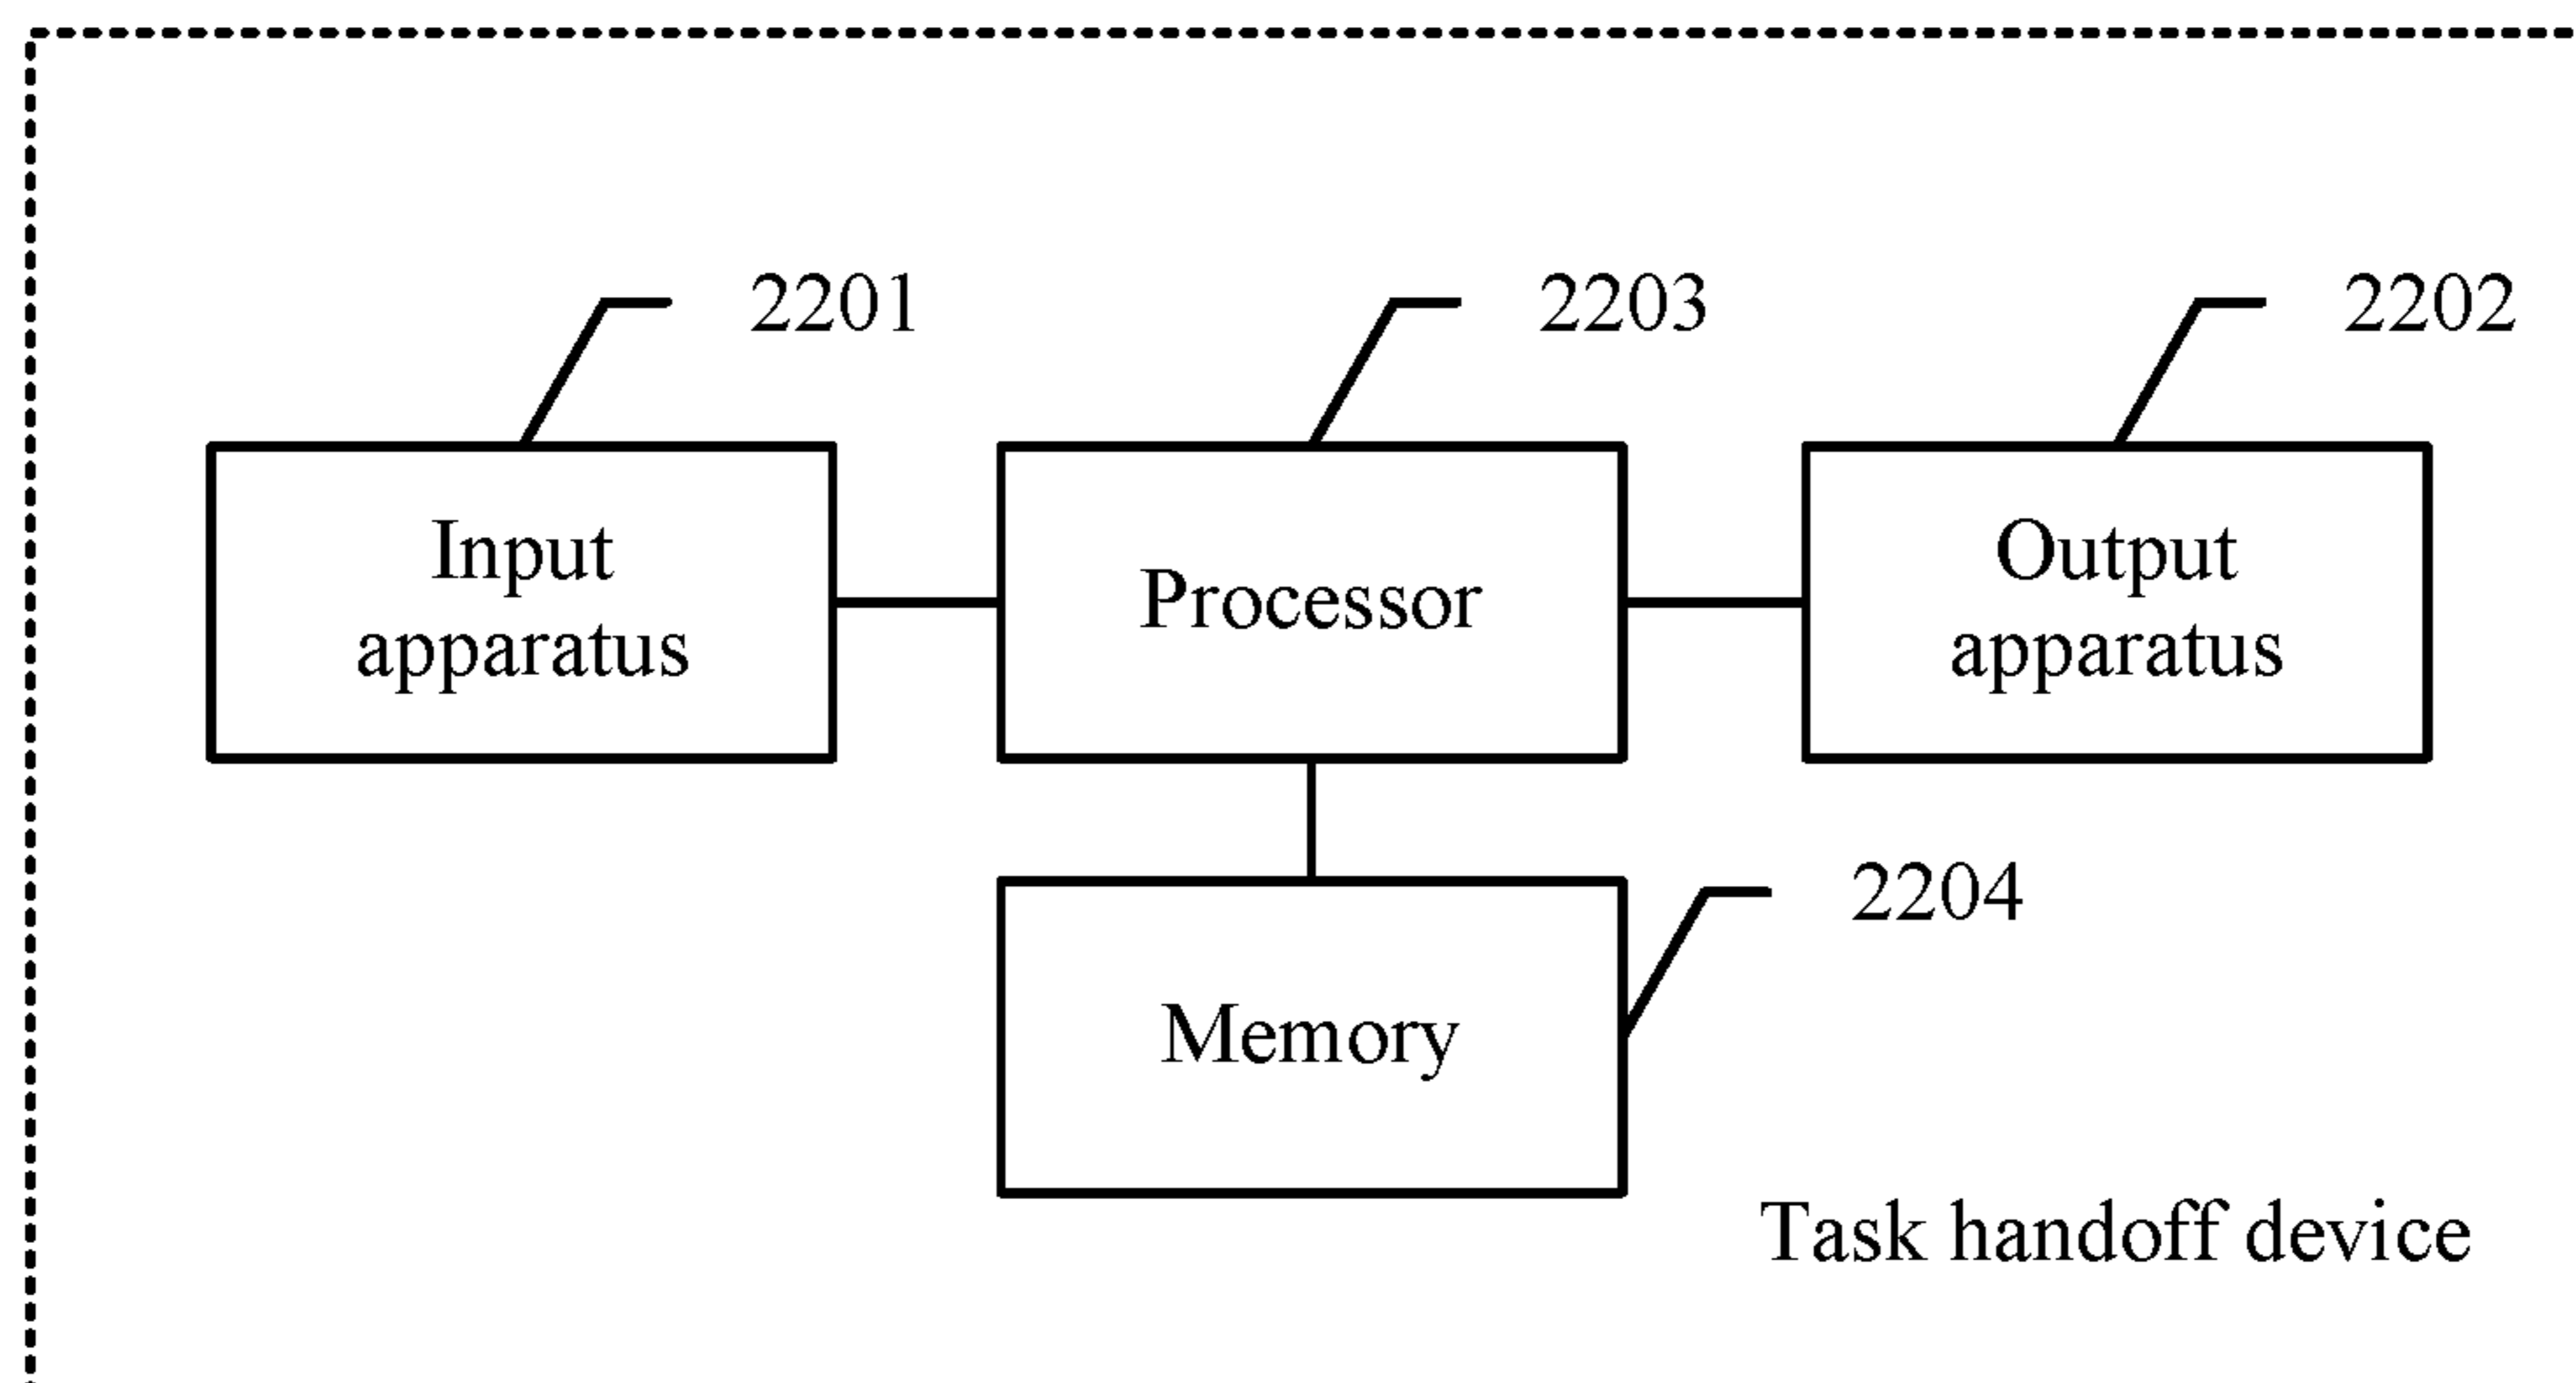 2201
2203
2202
Input
apparatus
Processor
Output
apparatus
2204
Memory
Task handoff device